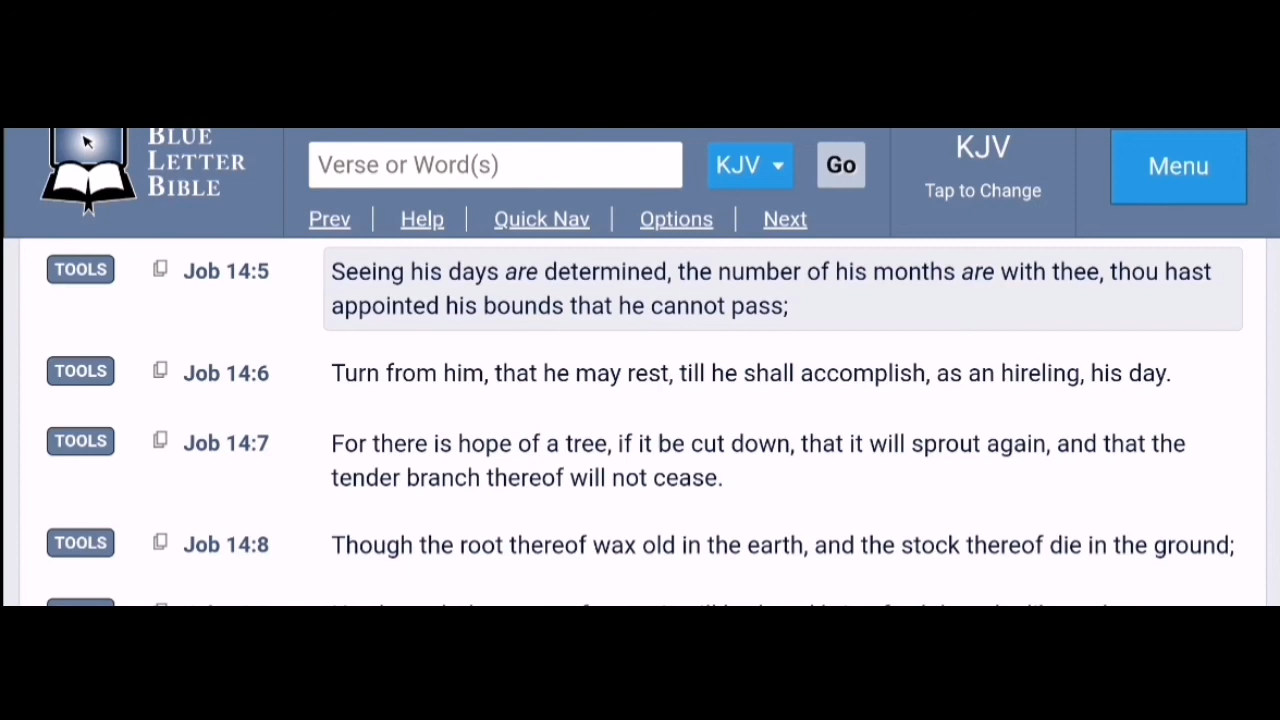 BLUE
LETTER
BIBLE
Verse or Word(s)
KJV
Go
Prev
Help
Quick Nav
Options
Next
KJV
Tap to Change
Menu
TOOLS
Job 14:5
Seeing his days are determined, the number of his months are with thee, thou hast
appointed his bounds that he cannot pass;
TOOLS
Job 14:6
Turn from him, that he may rest, till he shall accomplish, as an hireling, his day.
TOOLS
Job 14:7
For there is hope of a tree, if it be cut down, that it will sprout again, and that the
tender branch thereof will not cease.
TOOLS
Job 14:8
Though the root thereof wax old in the earth, and the stock thereof die in the ground;